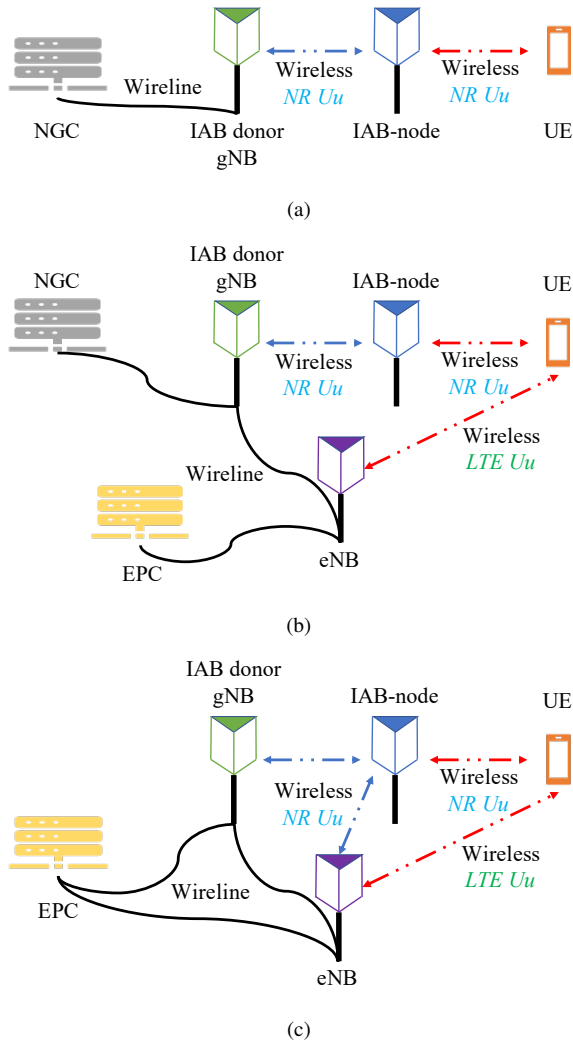 Wireline
Wireless
NR Uu
Wireless
NR Uu
NGC
IAB donor
gNB
IAB-node
UE
(a)
NGC
IAB donor
gNB
IAB-node
UE
Wireless
NR Uu
Wireless
NR Uu
Wireless
LTE Uu
Wireline
EPC
eNB
(b)
IAB donor
gNB
IAB-node
UE
Wireless
NR Uu
Wireless
NR Uu
Wireless
LTE Uu
Wireline
EPC
eNB
(c)